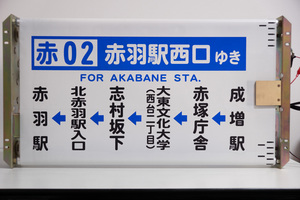 赤02 赤羽駅西口ゆき
FOR AKABANE STA.
成増駅
赤塚庁舎
大東文化大学
(西台二丁目)
志村坂下
北赤羽駅入口
赤羽駅